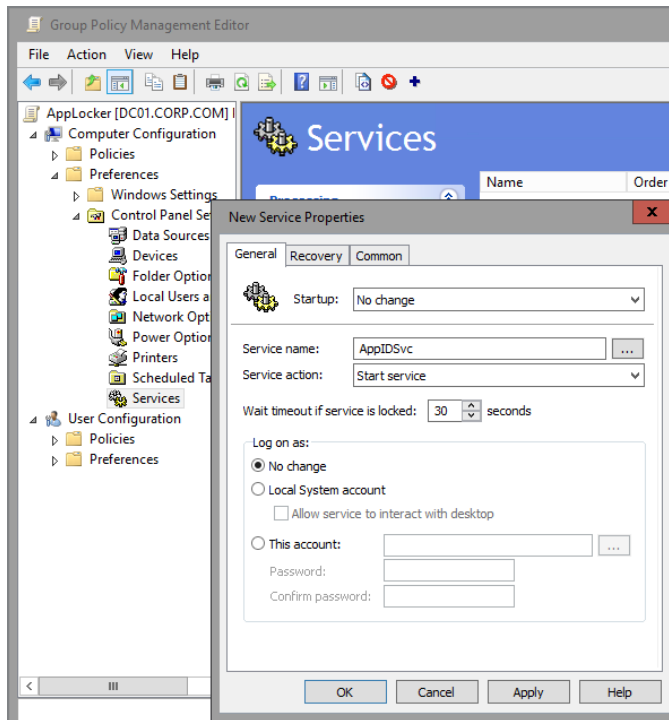 Group Policy Management Editor
File Action View Help
AppLocker [DC01.CORP.COM]
Computer Configuration
Policies
Preferences
Windows Settings
Control Panel Se
Data Sources
Devices
Folder Option
Local Users a
Network Opt
Power Option
Printers
Scheduled Ta
Services
User Configuration
Policies
Preferences
Services
Processing
Name Order
New Service Properties
x
General Recovery Common
Startup: No change
Service name: AppIDSvc ...
Service action: Start service
Wait timeout if service is locked: 30 seconds
Log on as:
No change
Local System account
Allow service to interact with desktop
This account: ...
Password:
Confirm password:
OK Cancel Apply Help